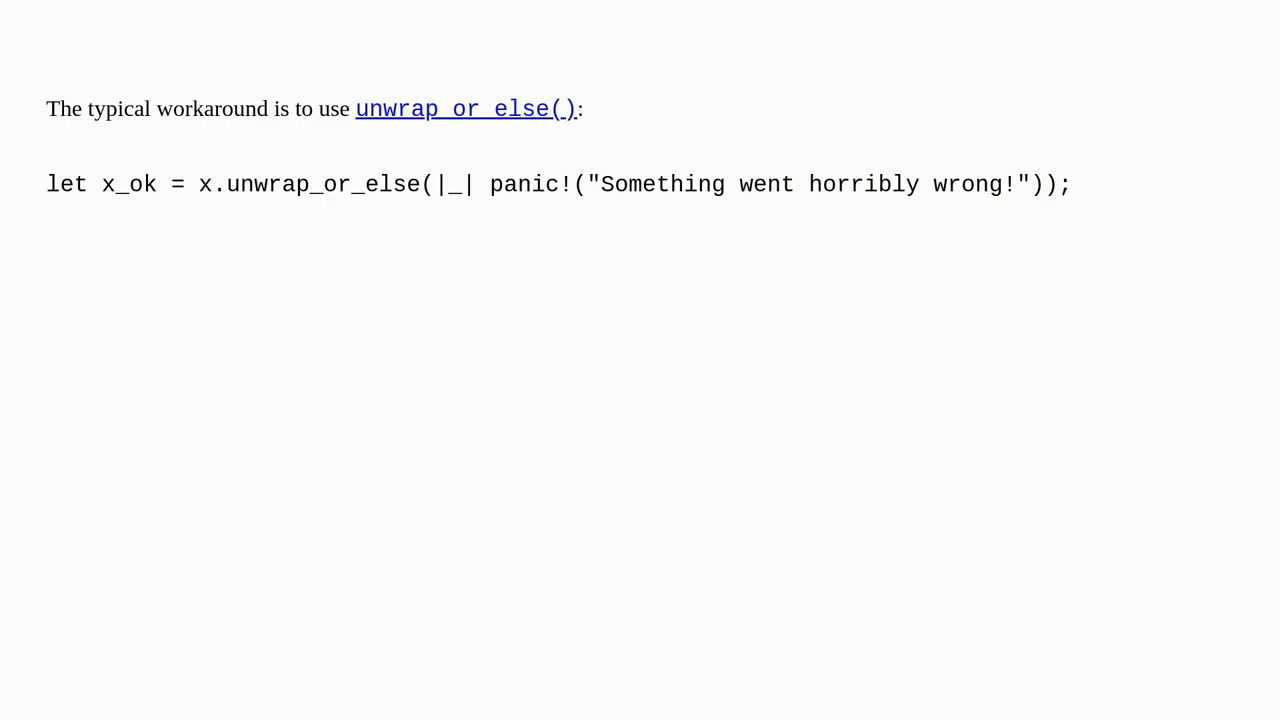 The typical workaround is to use unwrap_or_else():
let x_ok = x.unwrap_or_else(|_| panic!("Something went horribly wrong!"));